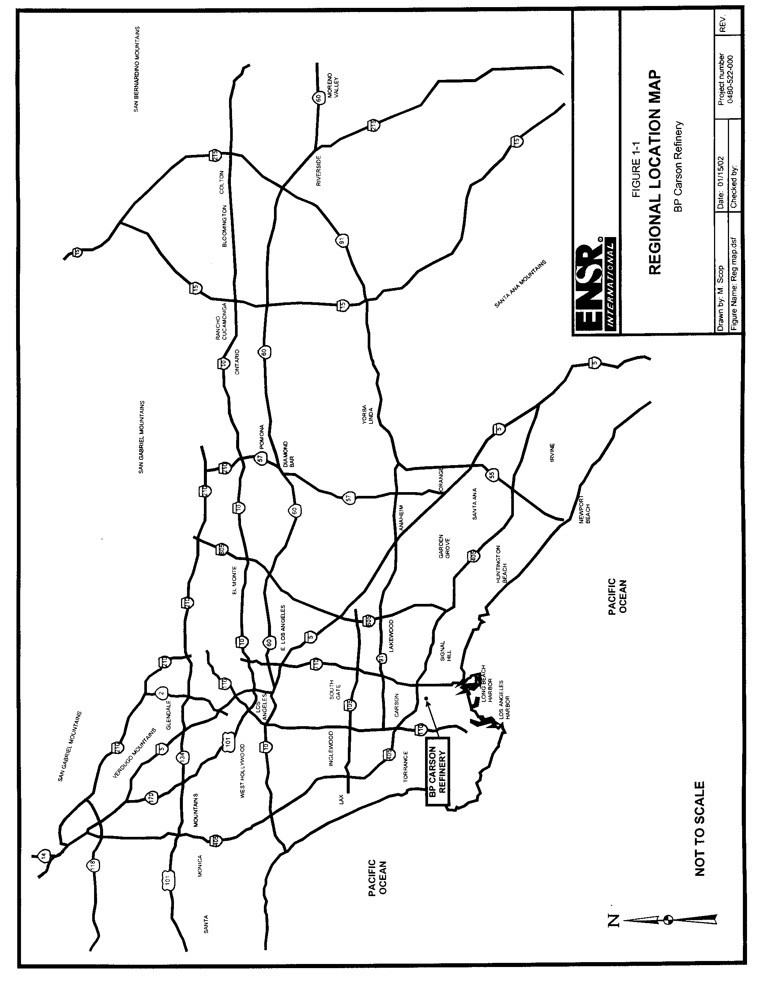 SAN BERNARDINO MOUNTAINS
SAN GABRIEL MOUNTAINS
SAN GABRIEL MOUNTAINS
VERDUGO MOUNTAINS
14
118
210
5
170
134
101
405
101
2
GLENDALE
210
210
110
210
210
605
57
15
15
215
SANTA
MONICA
MOUNTAINS
WEST HOLLYWOOD
LOS
ANGELES
10
10
EL MONTE
10
POMONA
10
ONTARIO
RANCHO
CUCAMONGA
BLOOMINGTON
COLTON
60
E. LOS ANGELES
60
DIAMOND
BAR
60
RIVERSIDE
60
MORENO
VALLEY
5
710
INGLEWOOD
SOUTH
GATE
LAX
105
605
57
YORBA
LINDA
15
91
215
405
CARSON
91
LAKEWOOD
ANAHEIM
TORRANCE
110
SIGNAL
HILL
GARDEN
GROVE
ORANGE
SANTA ANA
405
55
5
SANTA ANA MOUNTAINS
15
BP CARSON
REFINERY
LONG BEACH
HARBOR
LOS ANGELES
HARBOR
HUNTINGTON
BEACH
IRVINE
NEWPORT
BEACH
5
PACIFIC
OCEAN
PACIFIC
OCEAN
N
NOT TO SCALE
ENSR®
INTERNATIONAL
FIGURE 1-1
REGIONAL LOCATION MAP
BP Carson Refinery
Drawn by: M. Scop
Date: 01/15/02
Project number
0480-522-000
REV.
Figure Name: Reg map.dsf
Checked by: